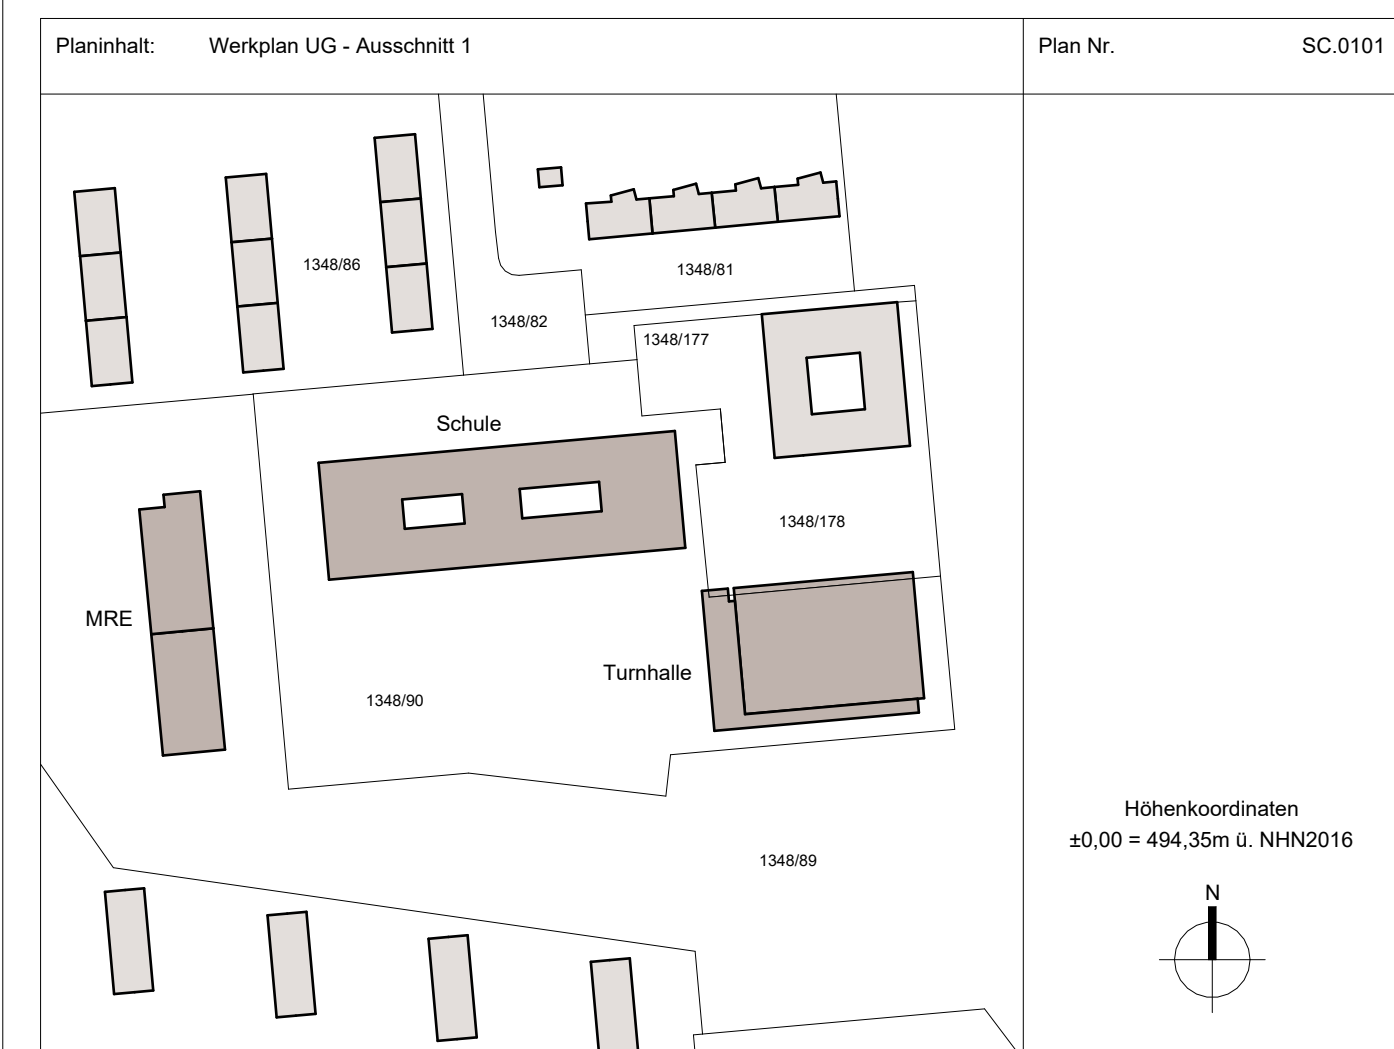 Planinhalt: Werkplan UG - Ausschnitt 1
Plan Nr. SC.0101
1348/86
1348/81
1348/82
1348/177
Schule
1348/178
MRE
Turnhalle
1348/90
Höhenkoordinaten
±0,00 = 494,35m ü. NHN2016
1348/89
N